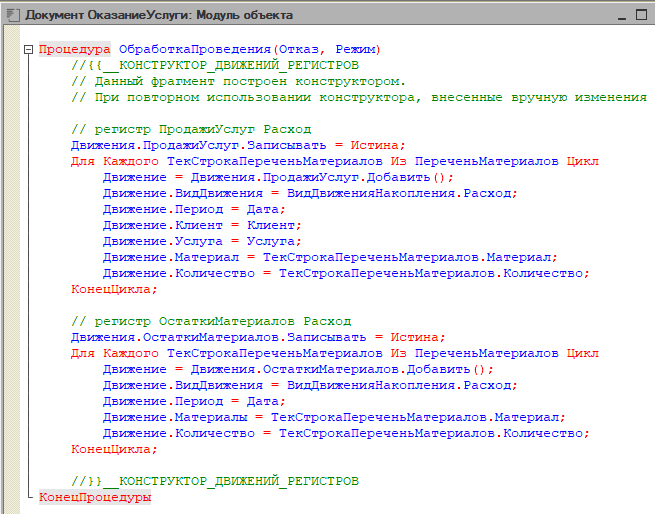 Документ ОказаниеУслуги: Модуль объекта
Процедура ОбработкаПроведения(Отказ, Режим)
//{{__КОНСТРУКТОР_ДВИЖЕНИЙ_РЕГИСТРОВ
// Данный фрагмент построен конструктором.
// При повторном использовании конструктора, внесенные вручную изменения
// регистр ПродажиУслуг Расход
Движения.ПродажиУслуг.Записывать = Истина;
Для Каждого ТекСтрокаПереченьМатериалов Из ПереченьМатериалов Цикл
Движение = Движения.ПродажиУслуг.Добавить();
Движение.ВидДвижения = ВидДвиженияНакопления.Расход;
Движение.Период = Дата;
Движение.Клиент = Клиент;
Движение.Услуга = Услуга;
Движение.Материал = ТекСтрокаПереченьМатериалов.Материал;
Движение.Количество = ТекСтрокаПереченьМатериалов.Количество;
КонецЦикла;
// регистр ОстаткиМатериалов Расход
Движения.ОстаткиМатериалов.Записывать = Истина;
Для Каждого ТекСтрокаПереченьМатериалов Из ПереченьМатериалов Цикл
Движение = Движения.ОстаткиМатериалов.Добавить();
Движение.ВидДвижения = ВидДвиженияНакопления.Расход;
Движение.Период = Дата;
Движение.Материалы = ТекСтрокаПереченьМатериалов.Материал;
Движение.Количество = ТекСтрокаПереченьМатериалов.Количество;
КонецЦикла;
//}}__КОНСТРУКТОР_ДВИЖЕНИЙ_РЕГИСТРОВ
КонецПроцедуры